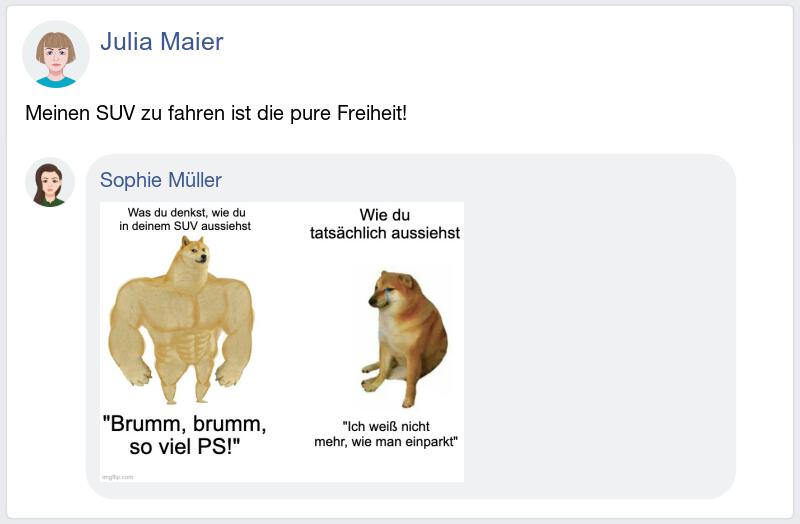 Julia Maier
Meinen SUV zu fahren ist die pure Freiheit!
Sophie Müller
Was du denkst, wie du
in deinem SUV aussiehst
Wie du
tatsächlich aussiehst
"Brumm, brumm,
so viel PS!"
"Ich weiß nicht
mehr, wie man einparkt"
imgflip.com